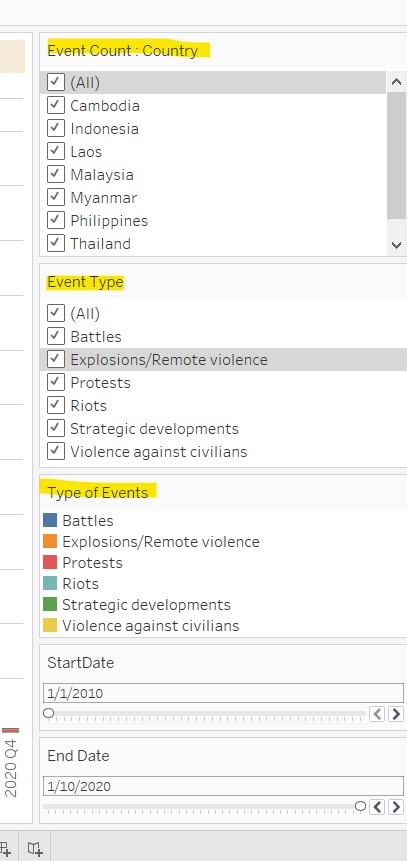 Event Count : Country
(All)
Cambodia
Indonesia
Laos
Malaysia
Myanmar
Philippines
Thailand
Event Type
(All)
Battles
Explosions/Remote violence
Protests
Riots
Strategic developments
Violence against civilians
Type of Events
Battles
Explosions/Remote violence
Protests
Riots
Strategic developments
Violence against civilians
StartDate
1/1/2010
End Date
1/10/2020
2020 Q4